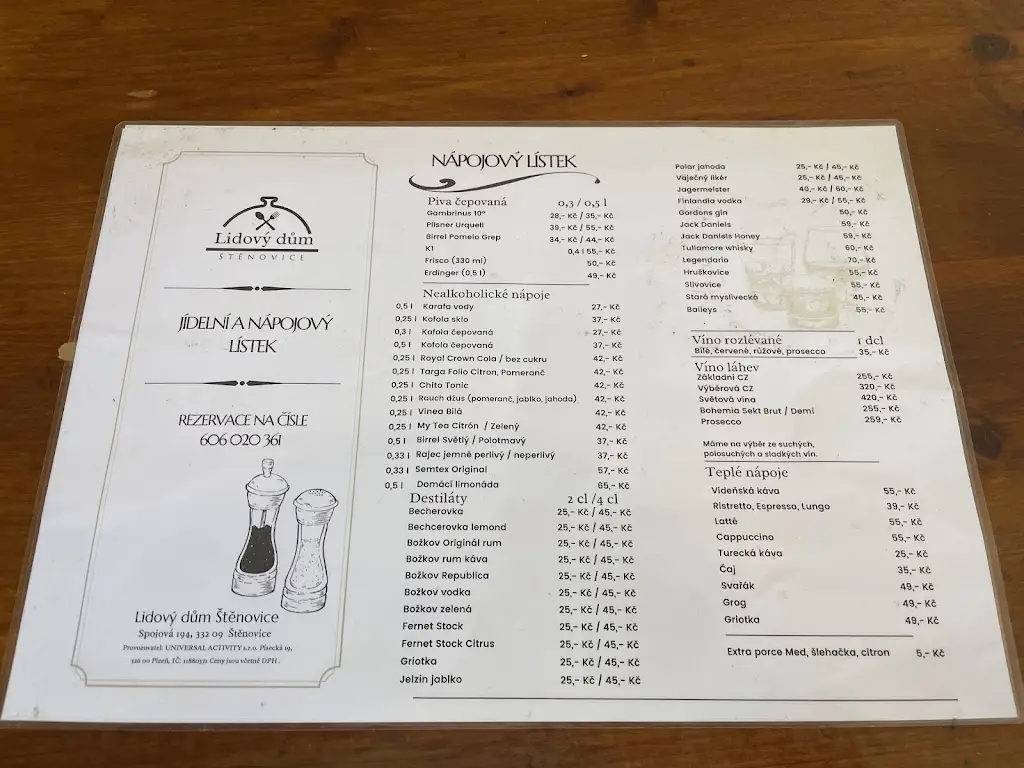 Lidový dům
ŠTĚNOVICE
JÍDELNÍ A NÁPOJOVÝ
LÍSTEK
REZERVACE NA ČÍSLE
606 020 361
Lidový dům Štěnovice
Spojová 194, 332 09 Štěnovice
Provozovatel: UNIVERSAL ACTIVITY s.r.o. Písecká 19,
326 00 Plzeň, IČ: 11880571 Ceny jsou včetně DPH .
NÁPOJOVÝ LÍSTEK
Piva čepovaná 0,3 / 0,5 l
Gambrinus 10° 28,- Kč / 35,- Kč
Pilsner Urquell 39,- Kč / 55,- Kč
Birrel Pomelo Grep 34,- Kč / 44,- Kč
K1 0,4 l 55,- Kč
Frisco (330 ml) 50,- Kč
Erdinger (0,5 l) 49,- Kč
Nealkoholické nápoje
0,5 l Karafa vody 27,- Kč
0,25 l Kofola sklo 37,- Kč
0,3 l Kofola čepovaná 27,- Kč
0,5 l Kofola čepovaná 37,- Kč
0,25 l Royal Crown Cola / bez cukru 42,- Kč
0,25 l Targa Folio Citron, Pomeranč 42,- Kč
0,25 l Chito Tonic 42,- Kč
0,25 l Rauch džus (pomeranč, jablko, jahoda) 42,- Kč
0,25 l Vinea Bílá 42,- Kč
0,25 l My Tea Citrón / Zelený 42,- Kč
0,5 l Birrel Světlý / Polotmavý 37,- Kč
0,33 l Rajec jemně perlivý / neperlivý 37,- Kč
0,33 l Semtex Original 57,- Kč
0,5 l Domácí limonáda 65,- Kč
Destiláty 2 cl /4 cl
Becherovka 25,- Kč / 45,- Kč
Bechcerovka lemond 25,- Kč / 45,- Kč
Božkov Originál rum 25,- Kč / 45,- Kč
Božkov rum káva 25,- Kč / 45,- Kč
Božkov Republica 25,- Kč / 45,- Kč
Božkov vodka 25,- Kč / 45,- Kč
Božkov zelená 25,- Kč / 45,- Kč
Fernet Stock 25,- Kč / 45,- Kč
Fernet Stock Citrus 25,- Kč / 45,- Kč
Griotka 25,- Kč / 45,- Kč
Jelzin jablko 25,- Kč / 45,- Kč
Polar jahoda 25,- Kč / 45,- Kč
Vaječný likér 25,- Kč / 45,- Kč
Jagermeister 40,- Kč / 60,- Kč
Finlandia vodka 29,- Kč / 55,- Kč
Gordons gin 50,- Kč
Jack Daniels 59,- Kč
Jack Daniels Honey 59,- Kč
Tullamore whisky 60,- Kč
Legendario 70,- Kč
Hruškovice 55,- Kč
Slivovice 55,- Kč
Stará myslivecká 45,- Kč
Baileys 55,- Kč
Víno rozlévané 1 dcl
Bílé, červené, růžové, prosecco 35,- Kč
Víno láhev
Základní CZ 255,- Kč
Výběrová CZ 320,- Kč
Světová vína 420,- Kč
Bohemia Sekt Brut / Demi 255,- Kč
Prosecco 259,- Kč
Máme na výběr ze suchých,
polosuchých a sladkých vín.
Teplé nápoje
Vídeňská káva 55,- Kč
Ristretto, Espresso, Lungo 39,- Kč
Latté 55,- Kč
Cappuccino 55,- Kč
Turecká káva 25,- Kč
Čaj 35,- Kč
Svařák 49,- Kč
Grog 49,- Kč
Griotka 49,- Kč
Extra porce Med, šlehačka, citron 5,- Kč